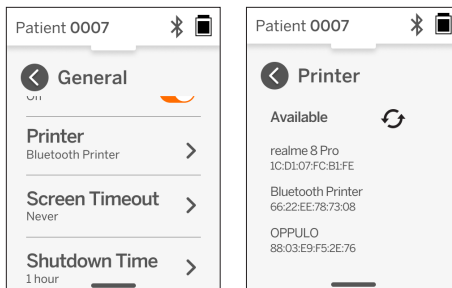 Patient 0007
General
On
Printer
Bluetooth Printer
Screen Timeout
Never
Shutdown Time
1 hour
Patient 0007
Printer
Available
realme 8 Pro
1C:D1:07:FC:B1:FE
Bluetooth Printer
66:22:EE:78:73:08
OPPULO
88:03:E9:F5:2E:76